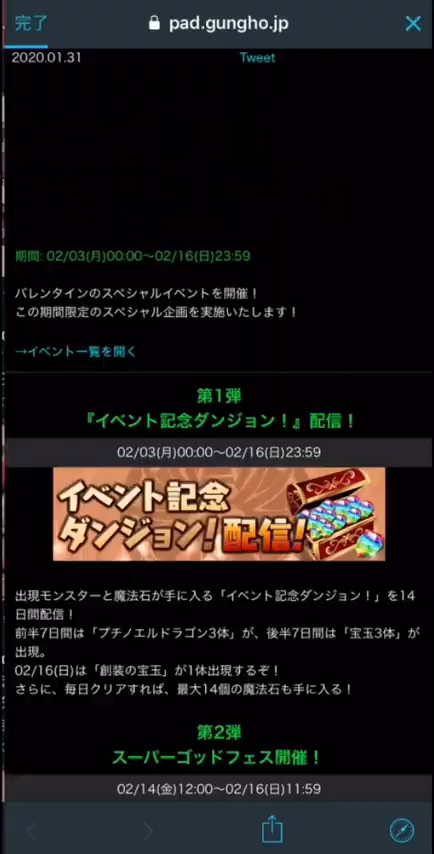 完了
pad.gungho.jp
2020.01.31
Tweet
期間: 02/03(月)00:00〜02/16(日)23:59
バレンタインのスペシャルイベントを開催！
この期間限定のスペシャル企画を実施いたします！
→イベント一覧を開く
第1弾
『イベント記念ダンジョン！』配信！
02/03(月)00:00〜02/16(日)23:59
イベント記念
ダンジョン!配信!
出現モンスターと魔法石が手に入る「イベント記念ダンジョン！」を14
日間配信！
前半7日間は「プチノエルドラゴン3体」が、後半7日間は「宝玉3体」が
出現。
02/16(日)は「創装の宝玉」が1体出現するぞ！
さらに、毎日クリアすれば、最大14個の魔法石も手に入る！
第2弾
スーパーゴッドフェス開催！
02/14(金)12:00〜02/16(日)11:59